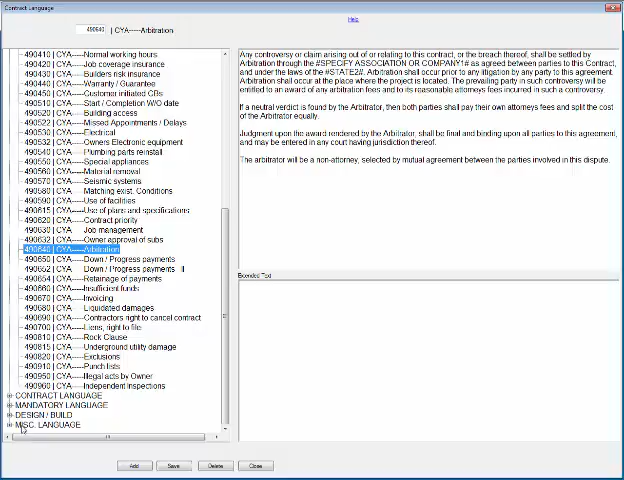 Contract Language
Help
490640 | CYA-----Arbitration
490410 | CYA-----Normal working hours
490420 | CYA-----Job coverage insurance
490430 | CYA-----Builders risk insurance
490440 | CYA-----Warranty / Guarantee
490450 | CYA-----Customer initiated CBs
490510 | CYA-----Start / Completion W/O date
490520 | CYA-----Building access
490522 | CYA-----Missed Appointments / Delays
490530 | CYA-----Electrical
490532 | CYA-----Owners Electronic equipment
490540 | CYA-----Plumbing parts reinstall
490550 | CYA-----Special appliances
490560 | CYA-----Material removal
490570 | CYA-----Seismic systems
490580 | CYA-----Matching exist. Conditions
490590 | CYA-----Use of facilities
490615 | CYA-----Use of plans and specifications
490620 | CYA-----Contract priority
490630 | CYA-----Job management
490632 | CYA-----Owner approval of subs
490640 | CYA-----Arbitration
490650 | CYA-----Down / Progress payments
490652 | CYA-----Down / Progress payments II
490654 | CYA-----Retainage of payments
490660 | CYA-----Insufficient funds
490670 | CYA-----Invoicing
490680 | CYA-----Liquidated damages
490690 | CYA-----Contractors right to cancel contract
490700 | CYA-----Liens, right to file
490810 | CYA-----Rock Clause
490815 | CYA-----Underground utility damage
490820 | CYA-----Exclusions
490910 | CYA-----Punch lists
490950 | CYA-----Illegal acts by Owner
490960 | CYA-----Independent Inspections
CONTRACT LANGUAGE
MANDATORY LANGUAGE
DESIGN / BUILD
MISC. LANGUAGE
Any controversy or claim arising out of or relating to this contract, or the breach thereof, shall be settled by
Arbitration through the #SPECIFY ASSOCIATION OR COMPANY1# as agreed between parties to this Contract,
and under the laws of the #STATE2#. Arbitration shall occur prior to any litigation by any party to this agreement.
Arbitration shall occur at the place where the project is located. The prevailing party in such controversy will be
entitled to an award of any arbitration fees and to its reasonable attorneys fees incurred in such a controversy.
If a neutral verdict is found by the Arbitrator, then both parties shall pay their own attorneys fees and split the cost
of the Arbitrator equally.
Judgment upon the award rendered by the Arbitrator, shall be final and binding upon all parties to this agreement,
and may be entered in any court having jurisdiction thereof.
The arbitrator will be a non-attorney, selected by mutual agreement between the parties involved in this dispute.
Extended Text
Add
Save
Delete
Close